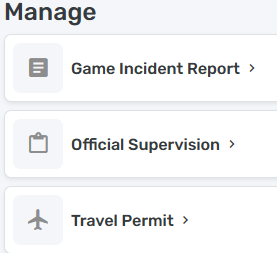 Manage
Game Incident Report
Official Supervision
Travel Permit